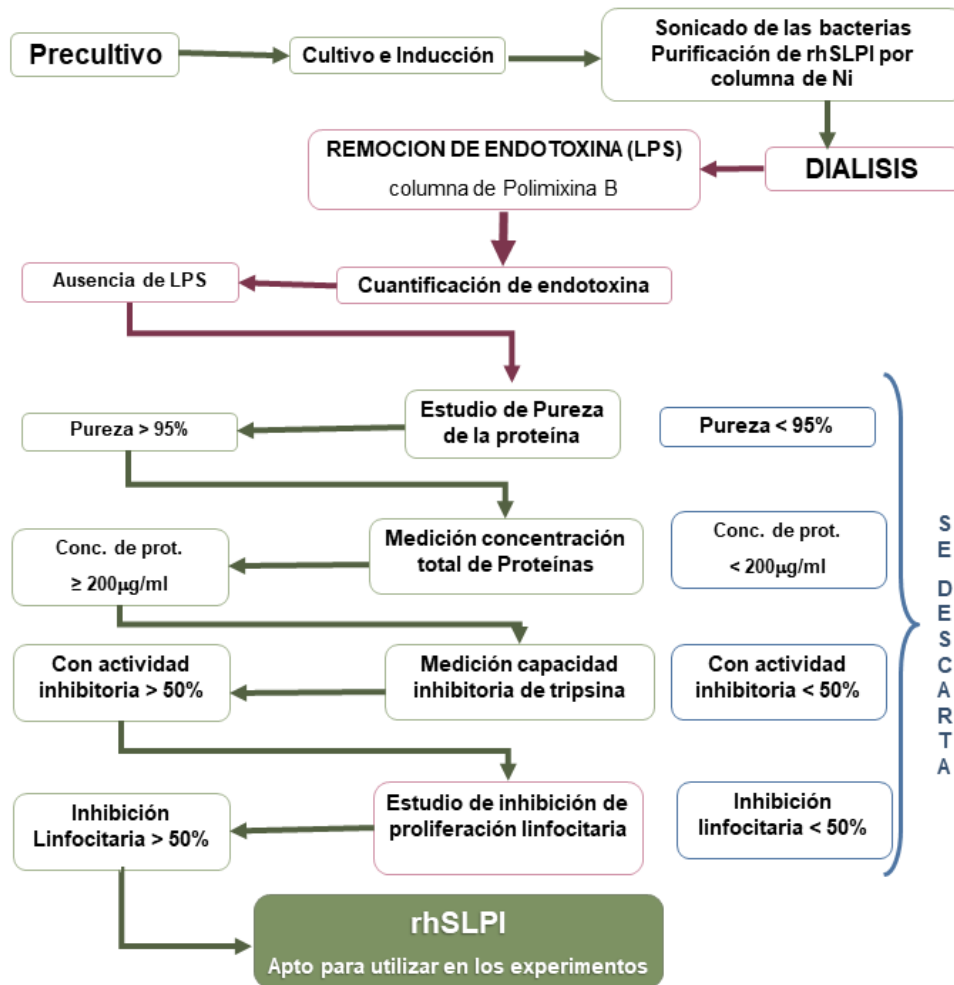 Precultivo
Cultivo e Inducción
Sonicado de las bacterias
Purificación de rhSLPI por
columna de Ni
DIALISIS
REMOCION DE ENDOTOXINA (LPS)
columna de Polimixina B
Cuantificación de endotoxina
Ausencia de LPS
Estudio de Pureza
de la proteína
Pureza > 95%
Pureza < 95%
Medición concentración
total de Proteínas
Conc. de prot.
≥ 200µg/ml
Conc. de prot.
< 200µg/ml
Medición capacidad
inhibitoria de tripsina
Con actividad
inhibitoria > 50%
Con actividad
inhibitoria < 50%
Estudio de inhibición de
proliferación linfocitaria
Inhibición
Linfocitaria > 50%
Inhibición
linfocitaria < 50%
SE DESCARTA
rhSLPI
Apto para utilizar en los experimentos